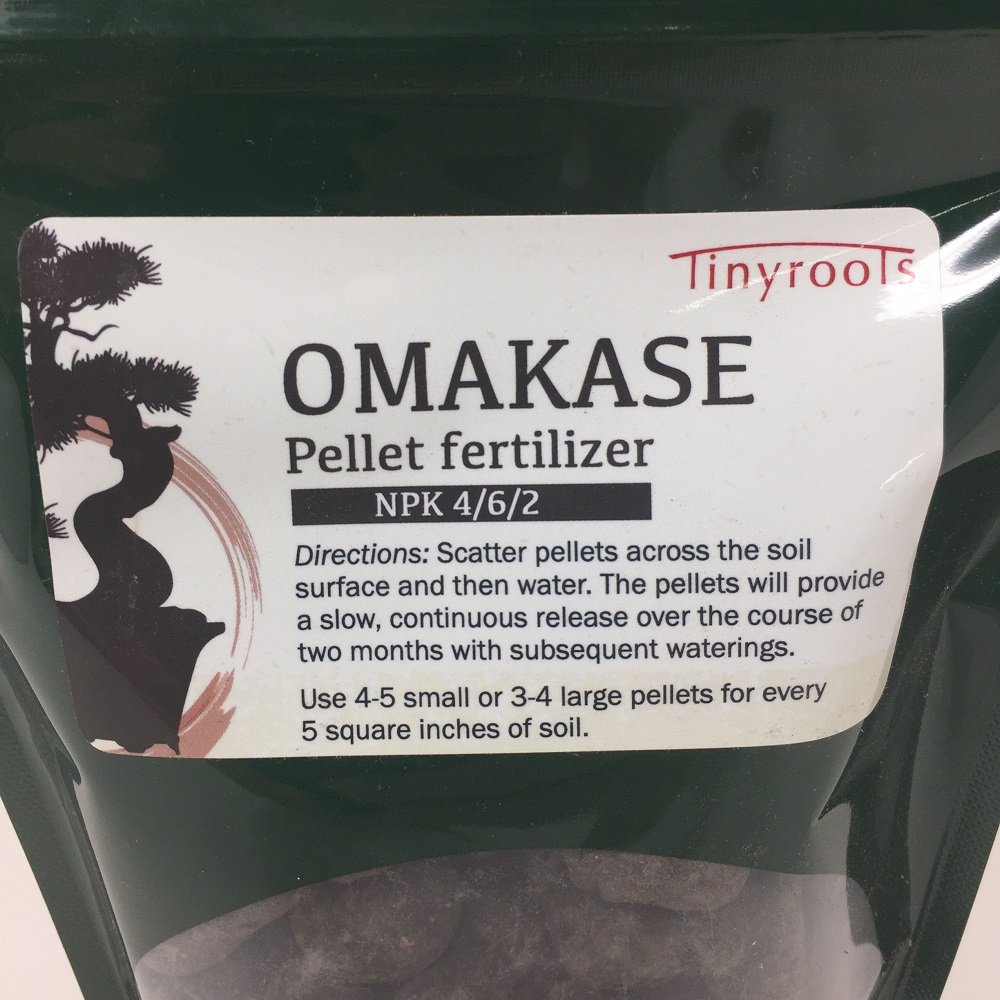 Tinyroots
OMAKASE
Pellet fertilizer
NPK 4/6/2
Directions: Scatter pellets across the soil
surface and then water. The pellets will provide
a slow, continuous release over the course of
two months with subsequent waterings.
Use 4-5 small or 3-4 large pellets for every
5 square inches of soil.